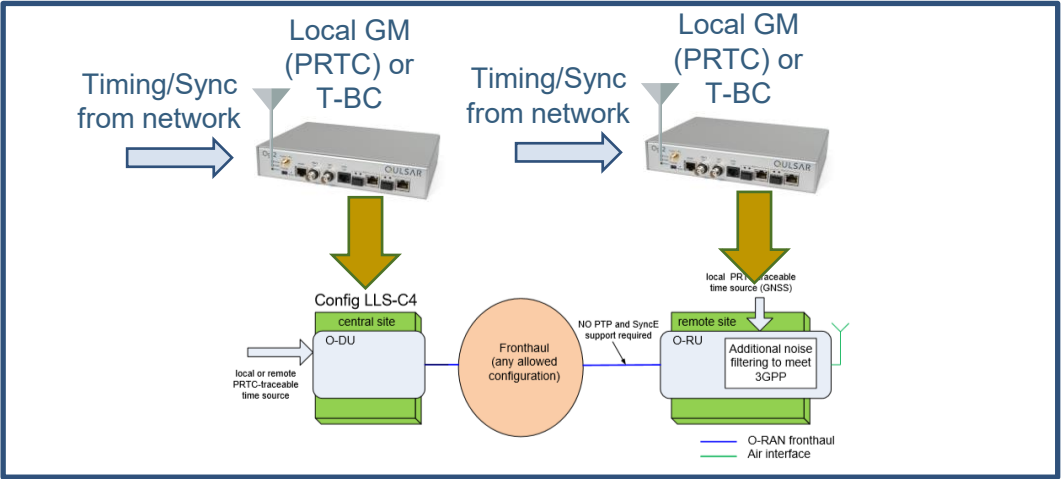 Local GM
(PRTC) or
T-BC
Timing/Sync
from network
Local GM
(PRTC) or
T-BC
Timing/Sync
from network
QULSAR
QULSAR
Config LLS-C4
central site
O-DU
local or remote
PRTC-traceable
time source
Fronthaul
(any allowed
configuration)
NO PTP and SyncE
support required
time source (GNSS)
remote site
O-RU
Additional noise
filtering to meet
3GPP
O-RAN fronthaul
Air interface